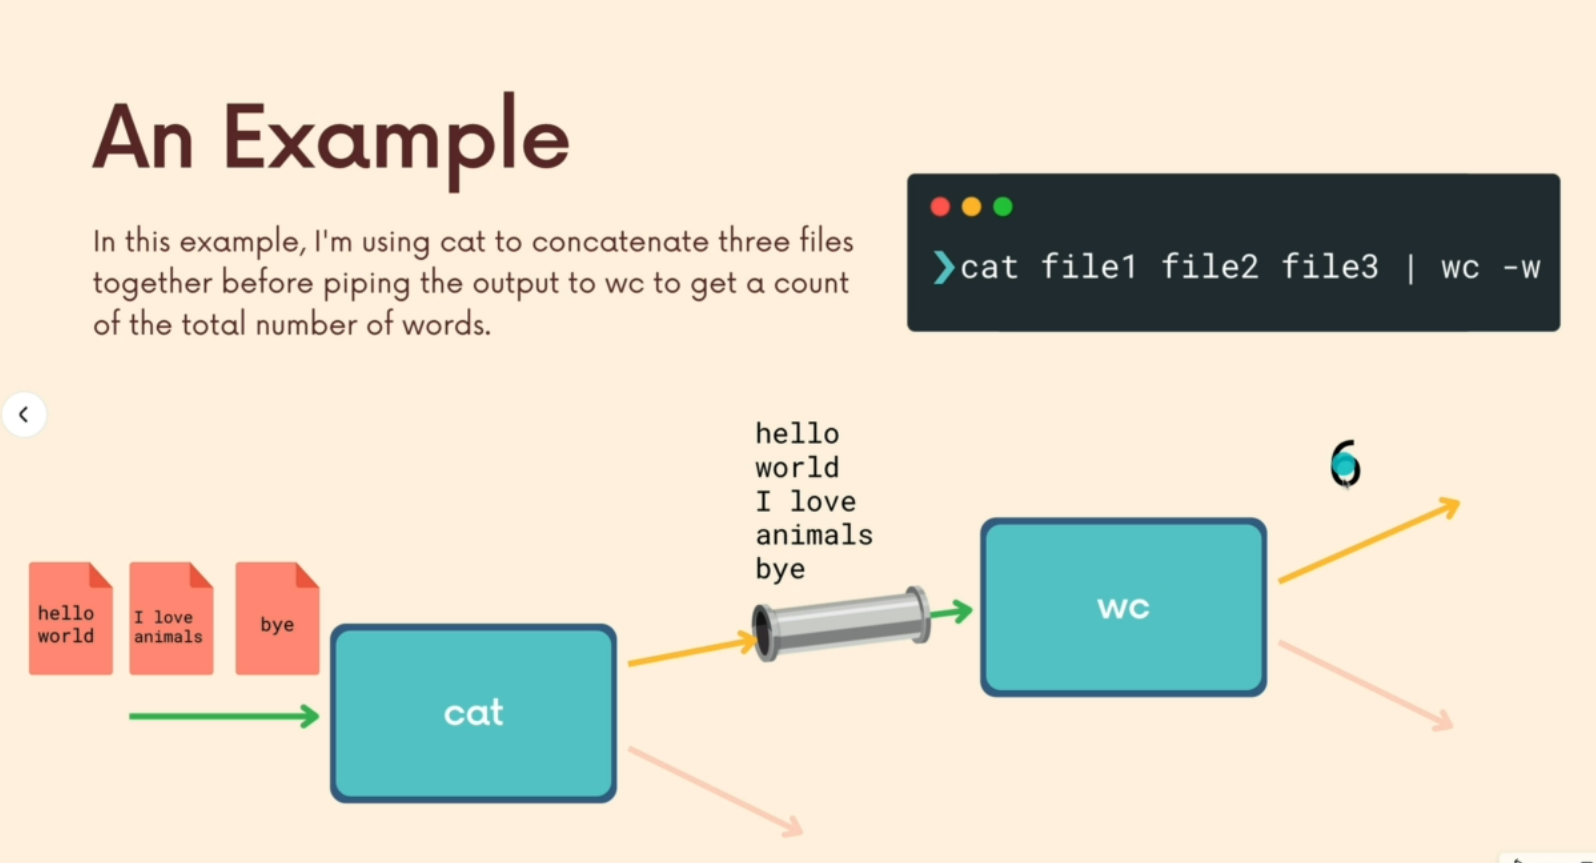 An Example
In this example, I'm using cat to concatenate three files
together before piping the output to wc to get a count
of the total number of words.
❯cat file1 file2 file3 | wc -w
hello
world
I love
animals
bye
6
hello
world
I love
animals
bye
cat
wc